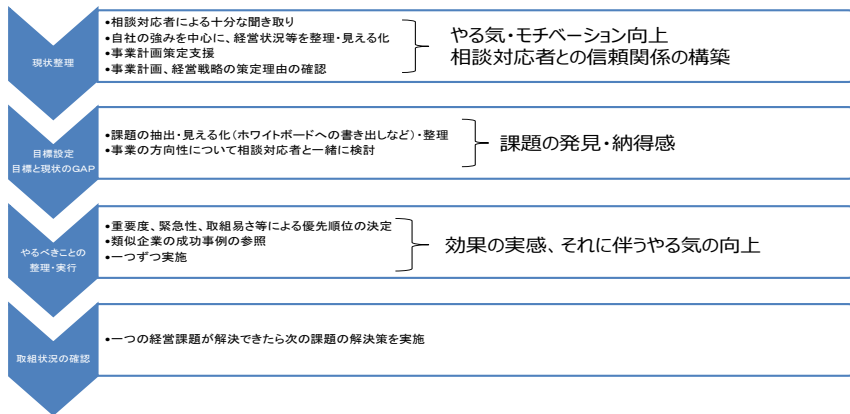 現状整理
•相談対応者による十分な聞き取り
•自社の強みを中心に、経営状況等を整理・見える化
•事業計画策定支援
•事業計画、経営戦略の策定理由の確認
やる気・モチベーション向上
相談対応者との信頼関係の構築
目標設定
目標と現状のGAP
•課題の抽出・見える化(ホワイトボードへの書き出しなど)・整理
•事業の方向性について相談対応者と一緒に検討
課題の発見・納得感
やるべきことの
整理・実行
•重要度、緊急性、取組易さ等による優先順位の決定
•類似企業の成功事例の参照
•一つずつ実施
効果の実感、それに伴うやる気の向上
取組状況の確認
•一つの経営課題が解決できたら次の課題の解決策を実施